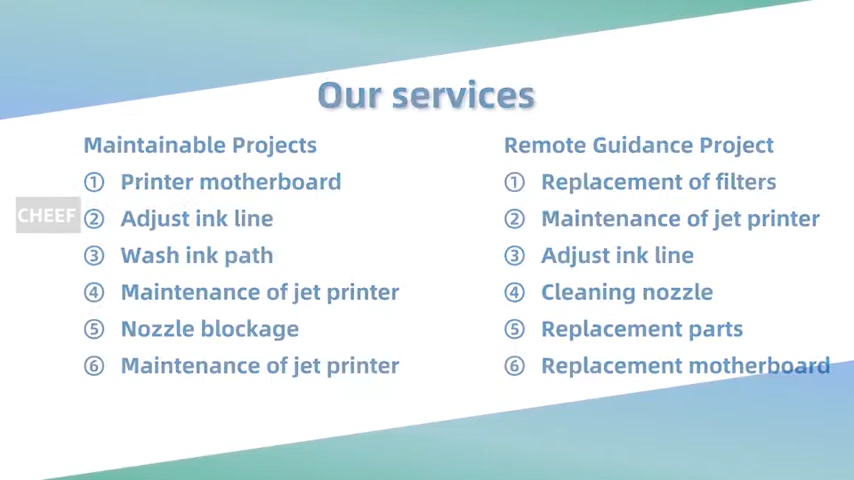 Our services
Maintainable Projects
① Printer motherboard
② Adjust ink line
③ Wash ink path
④ Maintenance of jet printer
⑤ Nozzle blockage
⑥ Maintenance of jet printer
Remote Guidance Project
① Replacement of filters
② Maintenance of jet printer
③ Adjust ink line
④ Cleaning nozzle
⑤ Replacement parts
⑥ Replacement motherboard
CHEEF